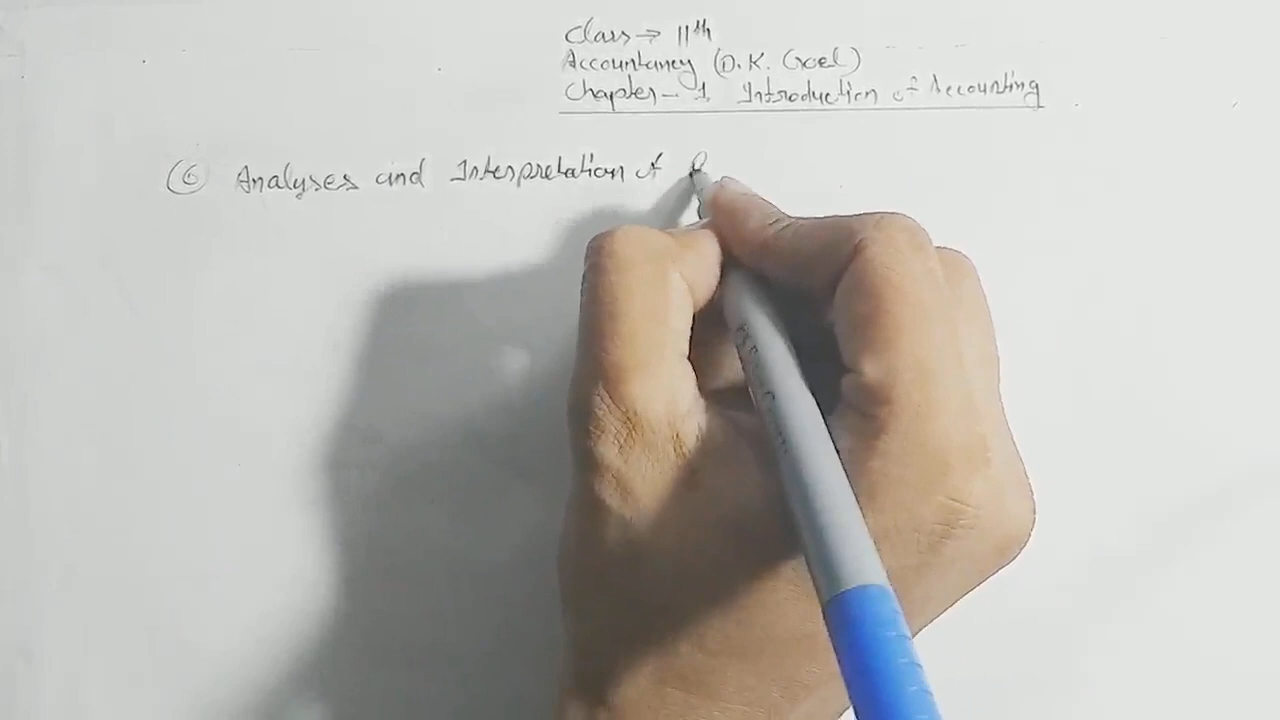 Class → 11th
Accountancy (D.K. Goel)
Chapter - 1 Introduction of Accounting
(6) Analyses and Interpretation of